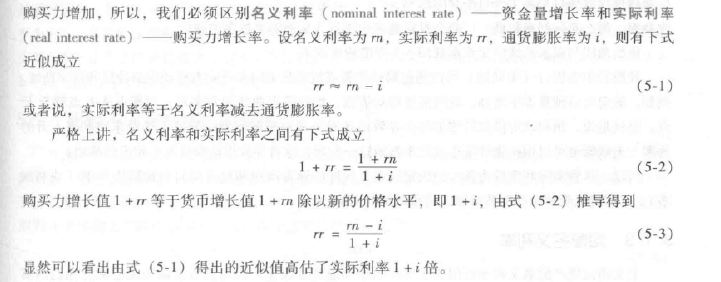 购买力增加，所以，我们必须区别名义利率（nominal interest rate）——资金量增长率和实际利率
（real interest rate）——购买力增长率。设名义利率为 rn，实际利率为 rr，通货膨胀率为 i，则有下式
近似成立
rr ≈ rn − i (5-1)
或者说，实际利率等于名义利率减去通货膨胀率。
严格上讲，名义利率和实际利率之间有下式成立
1 + rr = (1 + rn)/(1 + i) (5-2)
购买力增长值 1 + rr 等于货币增长值 1 + rn 除以新的价格水平，即 1 + i，由式（5-2）推导得到
rr = (rn − i)/(1 + i) (5-3)
显然可以看出由式（5-1）得出的近似值高估了实际利率 1 + i 倍。